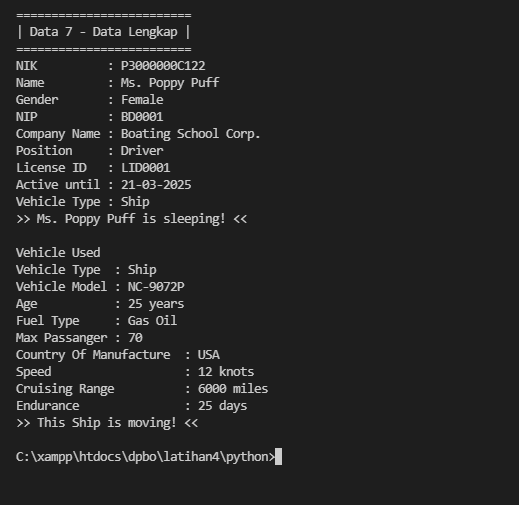 =========================
| Data 7 - Data Lengkap |
=========================
NIK          : P3000000C122
Name         : Ms. Poppy Puff
Gender       : Female
NIP          : BD0001
Company Name : Boating School Corp.
Position     : Driver
License ID   : LID0001
Active until : 21-03-2025
Vehicle Type : Ship
>> Ms. Poppy Puff is sleeping! <<

Vehicle Used
Vehicle Type  : Ship
Vehicle Model : NC-9072P
Age           : 25 years
Fuel Type     : Gas Oil
Max Passanger : 70
Country Of Manufacture  : USA
Speed                   : 12 knots
Cruising Range          : 6000 miles
Endurance               : 25 days
>> This Ship is moving! <<

C:\xampp\htdocs\dpbo\latihan4\python>